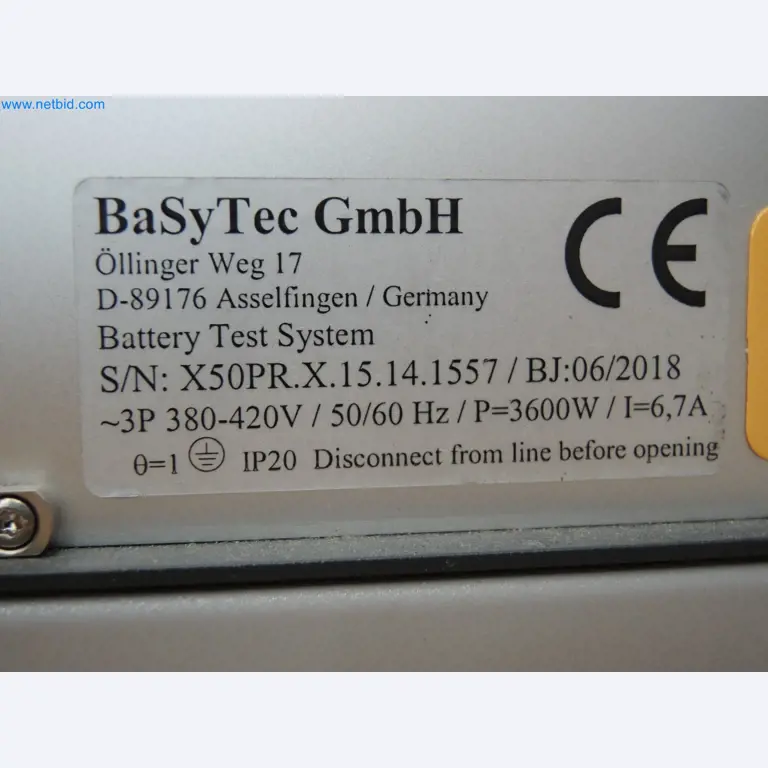 www.netbid.com
BaSyTec GmbH
Öllinger Weg 17
D-89176 Asselfingen / Germany
Battery Test System
S/N: X50PR.X.15.14.1557 / BJ:06/2018
~3P 380-420V / 50/60 Hz / P=3600W / I=6,7A
θ=1 IP20 Disconnect from line before opening
CE